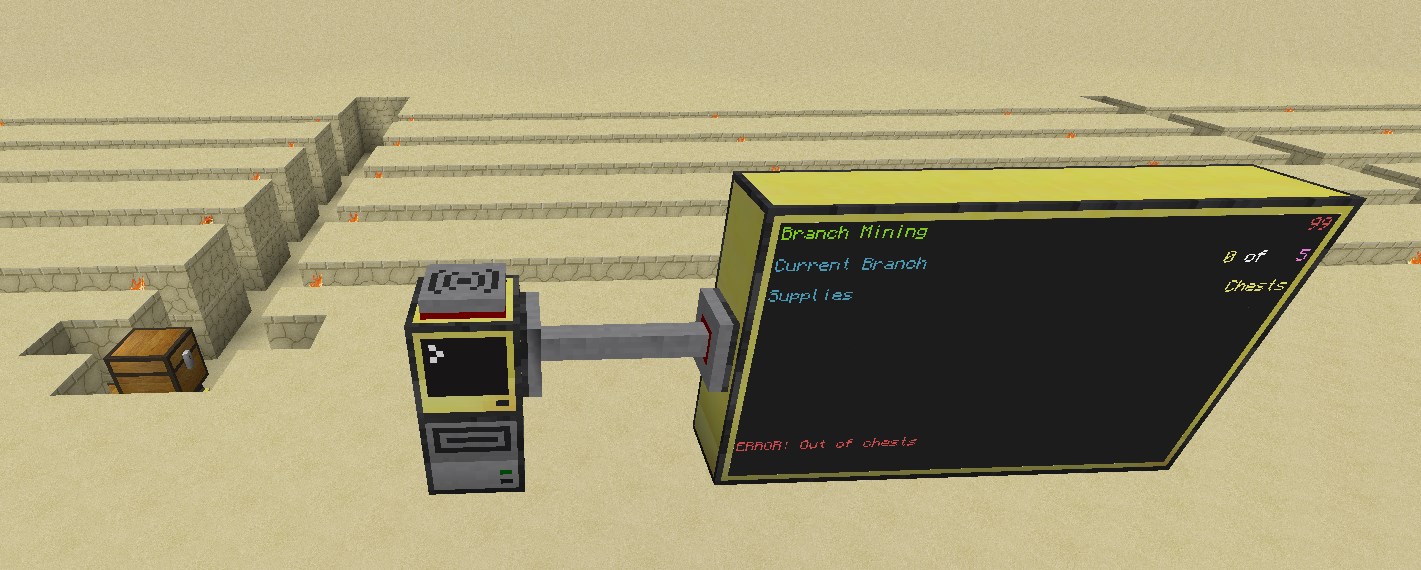 Branch Mining 99
Current Branch 0 of 5
Supplies Chests
ERROR: Out of chests